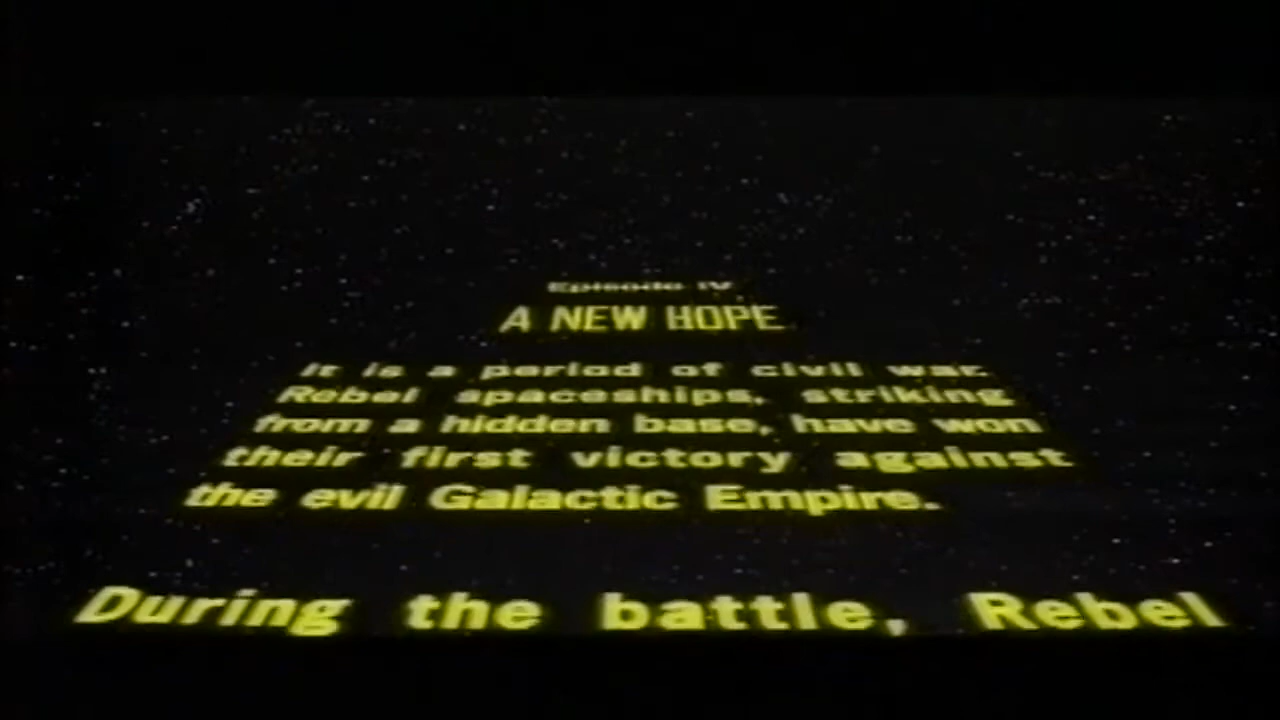 Episode IV
A NEW HOPE
It is a period of civil war.
Rebel spaceships, striking
from a hidden base, have won
their first victory against
the evil Galactic Empire.
During the battle, Rebel